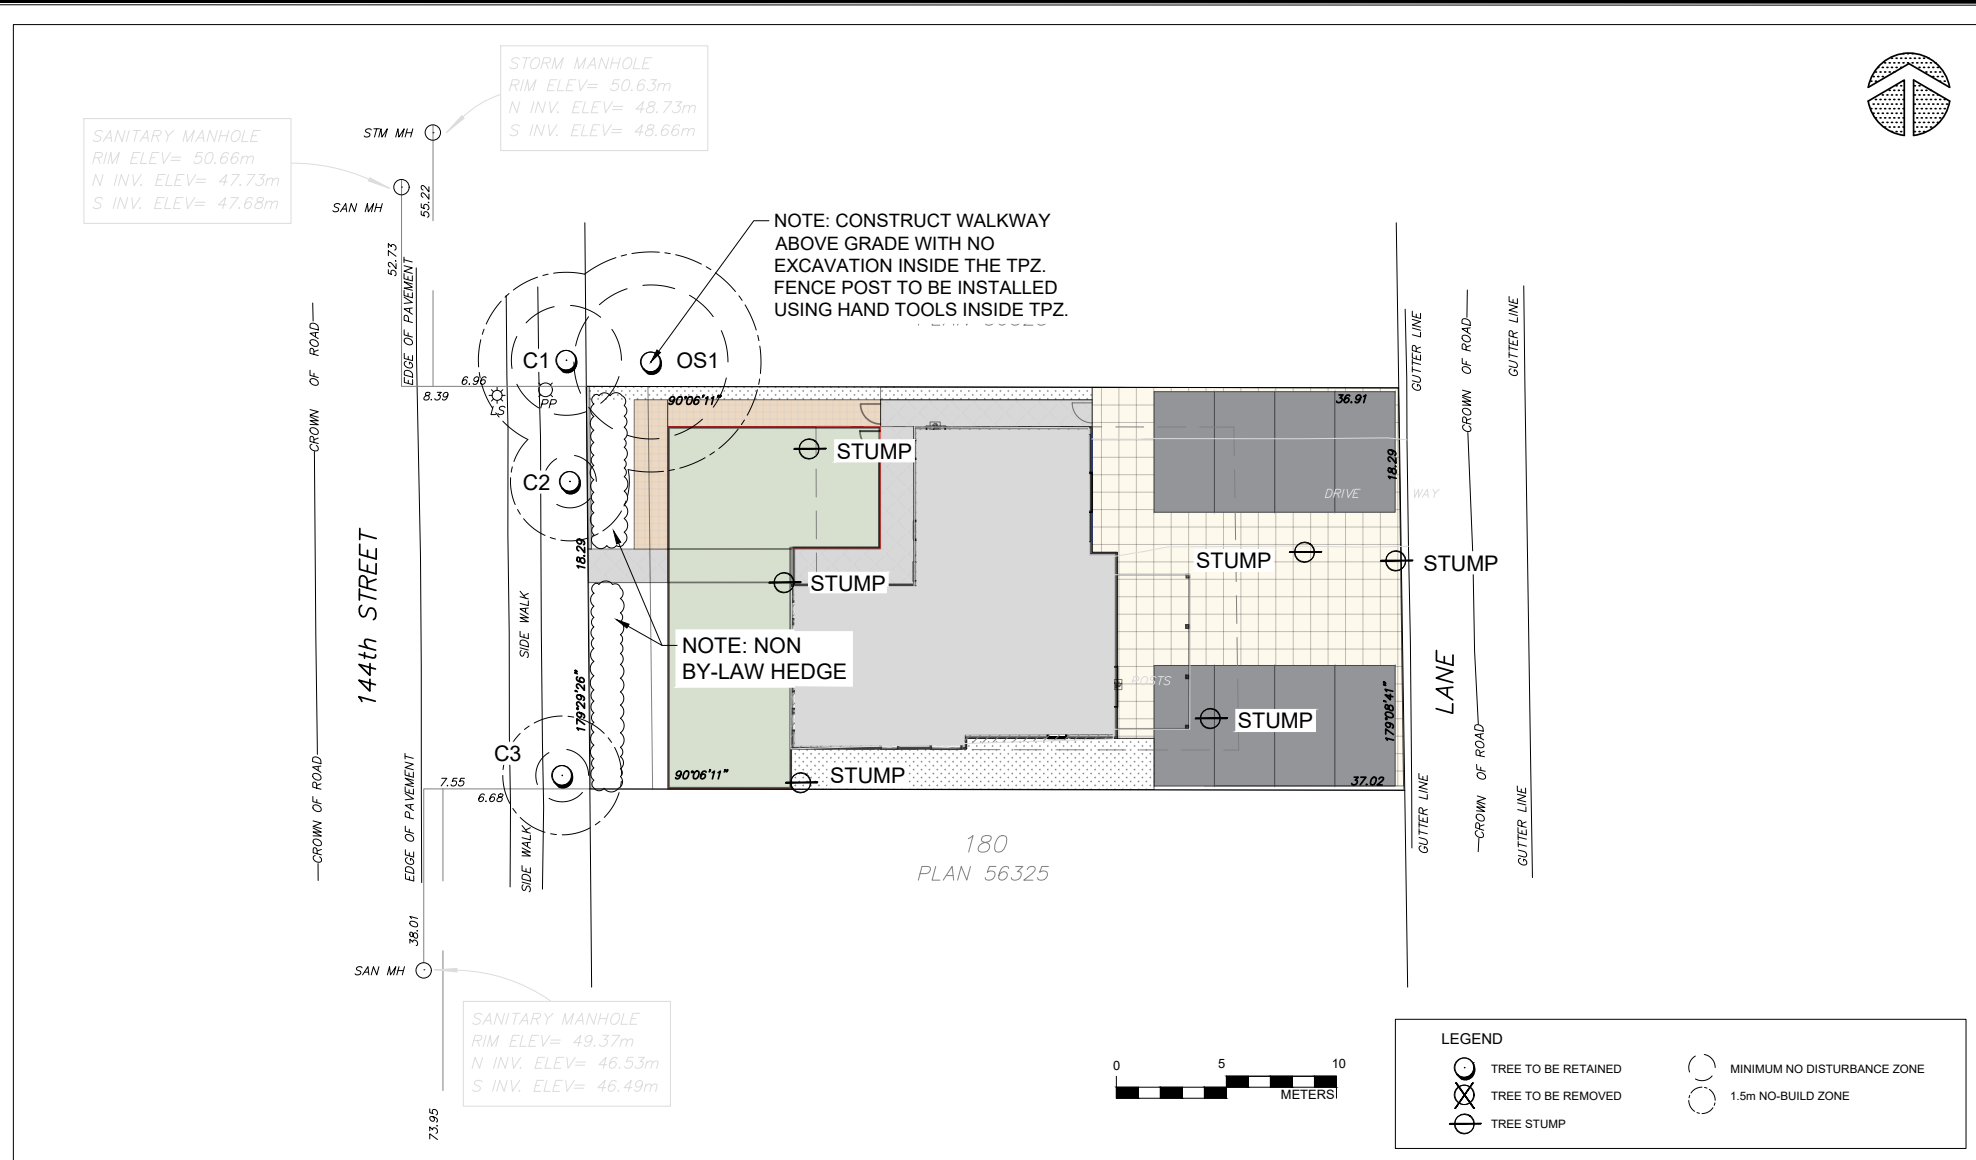 STORM MANHOLE
RIM ELEV= 50.63m
N INV. ELEV= 48.73m
S INV. ELEV= 48.66m
SANITARY MANHOLE
RIM ELEV= 50.66m
N INV. ELEV= 47.73m
S INV. ELEV= 47.68m
STM MH
SAN MH
55.22
52.73
NOTE: CONSTRUCT WALKWAY
ABOVE GRADE WITH NO
EXCAVATION INSIDE THE TPZ.
FENCE POST TO BE INSTALLED
USING HAND TOOLS INSIDE TPZ.
CROWN OF ROAD
EDGE OF PAVEMENT
C1
OS1
6.96
8.39
LS
PP
90°06'11"
36.91
GUTTER LINE
CROWN OF ROAD
GUTTER LINE
STUMP
18.29
C2
DRIVE WAY
18.29
STUMP
STUMP
STUMP
144th STREET
SIDE WALK
NOTE: NON
BY-LAW HEDGE
POSTS
LANE
179°29'26"
179°08'41"
STUMP
C3
90°06'11"
STUMP
37.02
7.55
6.68
CROWN OF ROAD
EDGE OF PAVEMENT
SIDE WALK
GUTTER LINE
CROWN OF ROAD
GUTTER LINE
180
PLAN 56325
38.01
SAN MH
SANITARY MANHOLE
RIM ELEV= 49.37m
N INV. ELEV= 46.53m
S INV. ELEV= 46.49m
73.95
0 5 10
METERS
LEGEND
TREE TO BE RETAINED
TREE TO BE REMOVED
TREE STUMP
MINIMUM NO DISTURBANCE ZONE
1.5m NO-BUILD ZONE